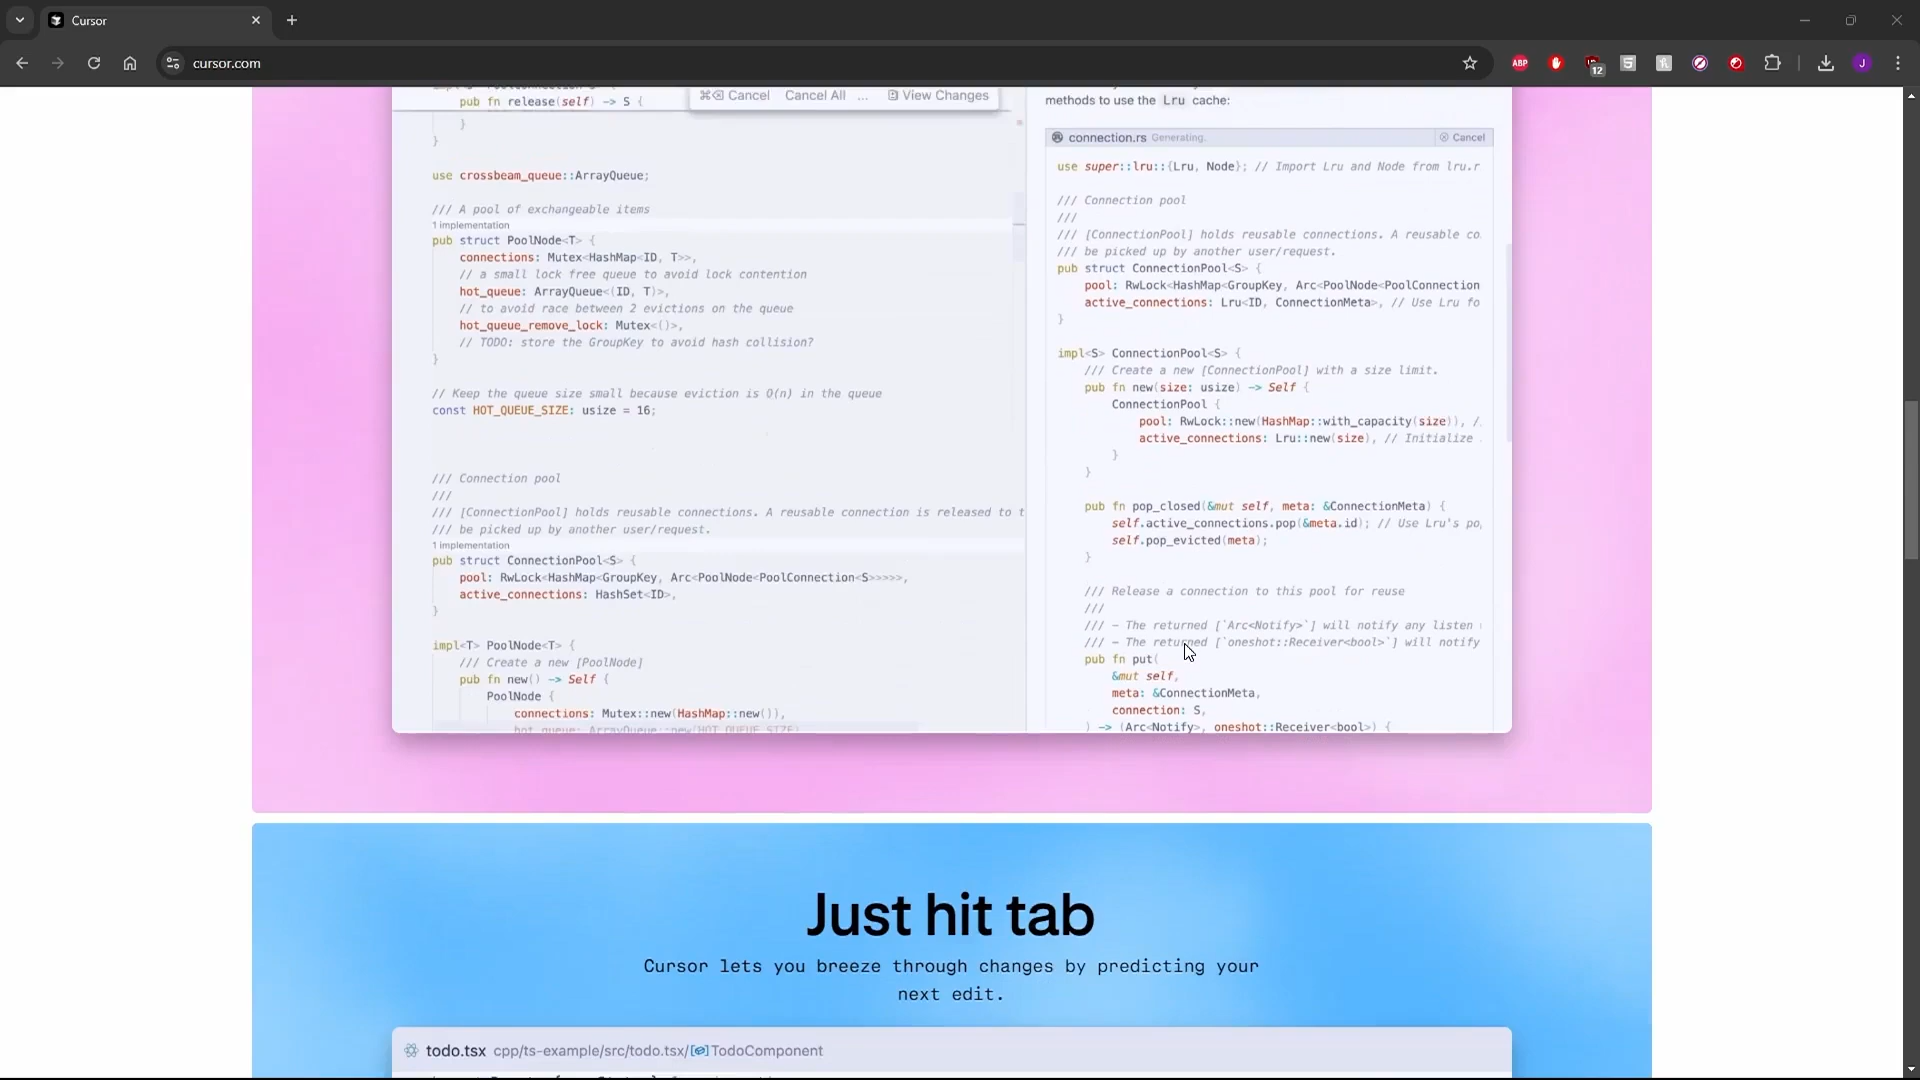 Cursor
cursor.com
ABP
12
J
pub fn release(self) -> S {
}
}
use crossbeam_queue::ArrayQueue;
/// A pool of exchangeable items
1 implementation
pub struct PoolNode<T> {
connections: Mutex<HashMap<ID, T>>,
// a small lock free queue to avoid lock contention
hot_queue: ArrayQueue<(ID, T)>,
// to avoid race between 2 evictions on the queue
hot_queue_remove_lock: Mutex<()>,
// TODO: store the GroupKey to avoid hash collision?
}
// Keep the queue size small because eviction is O(n) in the queue
const HOT_QUEUE_SIZE: usize = 16;
/// Connection pool
///
/// [ConnectionPool] holds reusable connections. A reusable connection is released to t
/// be picked up by another user/request.
1 implementation
pub struct ConnectionPool<S> {
pool: RwLock<HashMap<GroupKey, Arc<PoolNode<PoolConnection<S>>>>>,
active_connections: HashSet<ID>,
}
impl<T> PoolNode<T> {
/// Create a new [PoolNode]
pub fn new() -> Self {
PoolNode {
connections: Mutex::new(HashMap::new()),
hot_queue: ArrayQueue::new(HOT_QUEUE_SIZE)
⌘⌫ Cancel Cancel All ... View Changes
methods to use the Lru cache:
connection.rs Generating. Cancel
use super::lru::{Lru, Node}; // Import Lru and Node from lru.r
/// Connection pool
///
/// [ConnectionPool] holds reusable connections. A reusable co
/// be picked up by another user/request.
pub struct ConnectionPool<S> {
pool: RwLock<HashMap<GroupKey, Arc<PoolNode<PoolConnection
active_connections: Lru<ID, ConnectionMeta>, // Use Lru fo
}
impl<S> ConnectionPool<S> {
/// Create a new [ConnectionPool] with a size limit.
pub fn new(size: usize) -> Self {
ConnectionPool {
pool: RwLock::new(HashMap::with_capacity(size)), /
active_connections: Lru::new(size), // Initialize
}
}
pub fn pop_closed(&mut self, meta: &ConnectionMeta) {
self.active_connections.pop(&meta.id); // Use Lru's po
self.pop_evicted(meta);
}
/// Release a connection to this pool for reuse
///
/// - The returned [`Arc<Notify>`] will notify any listen
/// - The returned [`oneshot::Receiver<bool>`] will notify
pub fn put(
&mut self,
meta: &ConnectionMeta,
connection: S,
) -> (Arc<Notify>, oneshot::Receiver<bool>) {
Just hit tab
Cursor lets you breeze through changes by predicting your
next edit.
todo.tsx cpp/ts-example/src/todo.tsx/TodoComponent